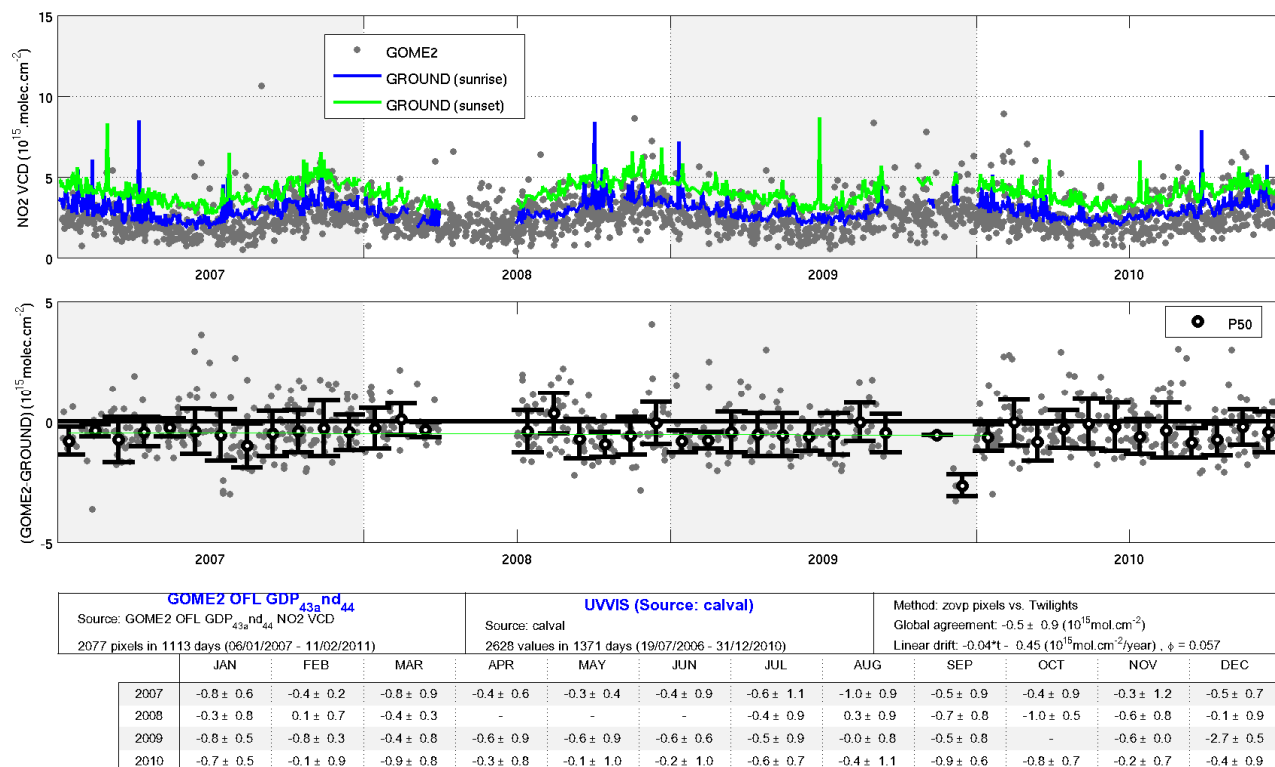 15
10
5
0
NO2 VCD (10^15.molec.cm^-2)
GOME2
GROUND (sunrise)
GROUND (sunset)
2007 2008 2009 2010
5
0
-5
(GOME2-GROUND) (10^15molec.cm^-2)
P50
2007 2008 2009 2010
GOME2 OFL GDP_43a nd_44
Source: GOME2 OFL GDP_43a nd_44 NO2 VCD
2077 pixels in 1113 days (06/01/2007 - 11/02/2011)
UVVIS (Source: calval)
Source: calval
2628 values in 1371 days (19/07/2006 - 31/12/2010)
Method: zovp pixels vs. Twilights
Global agreement: -0.5 ± 0.9 (10^15mol.cm^-2)
Linear drift: -0.04*t - 0.45 (10^15mol.cm^-2/year) , ϕ = 0.057
JAN FEB MAR APR MAY JUN JUL AUG SEP OCT NOV DEC
2007 -0.8 ± 0.6 -0.4 ± 0.2 -0.8 ± 0.9 -0.4 ± 0.6 -0.3 ± 0.4 -0.4 ± 0.9 -0.6 ± 1.1 -1.0 ± 0.9 -0.5 ± 0.9 -0.4 ± 0.9 -0.3 ± 1.2 -0.5 ± 0.7
2008 -0.3 ± 0.8 0.1 ± 0.7 -0.4 ± 0.3 - - - -0.4 ± 0.9 0.3 ± 0.9 -0.7 ± 0.8 -1.0 ± 0.5 -0.6 ± 0.8 -0.1 ± 0.9
2009 -0.8 ± 0.5 -0.8 ± 0.3 -0.4 ± 0.8 -0.6 ± 0.9 -0.6 ± 0.9 -0.6 ± 0.6 -0.5 ± 0.9 -0.0 ± 0.8 -0.5 ± 0.8 - -0.6 ± 0.0 -2.7 ± 0.5
2010 -0.7 ± 0.5 -0.1 ± 0.9 -0.9 ± 0.8 -0.3 ± 0.8 -0.1 ± 1.0 -0.2 ± 1.0 -0.6 ± 0.7 -0.4 ± 1.1 -0.9 ± 0.6 -0.8 ± 0.7 -0.2 ± 0.7 -0.4 ± 0.9